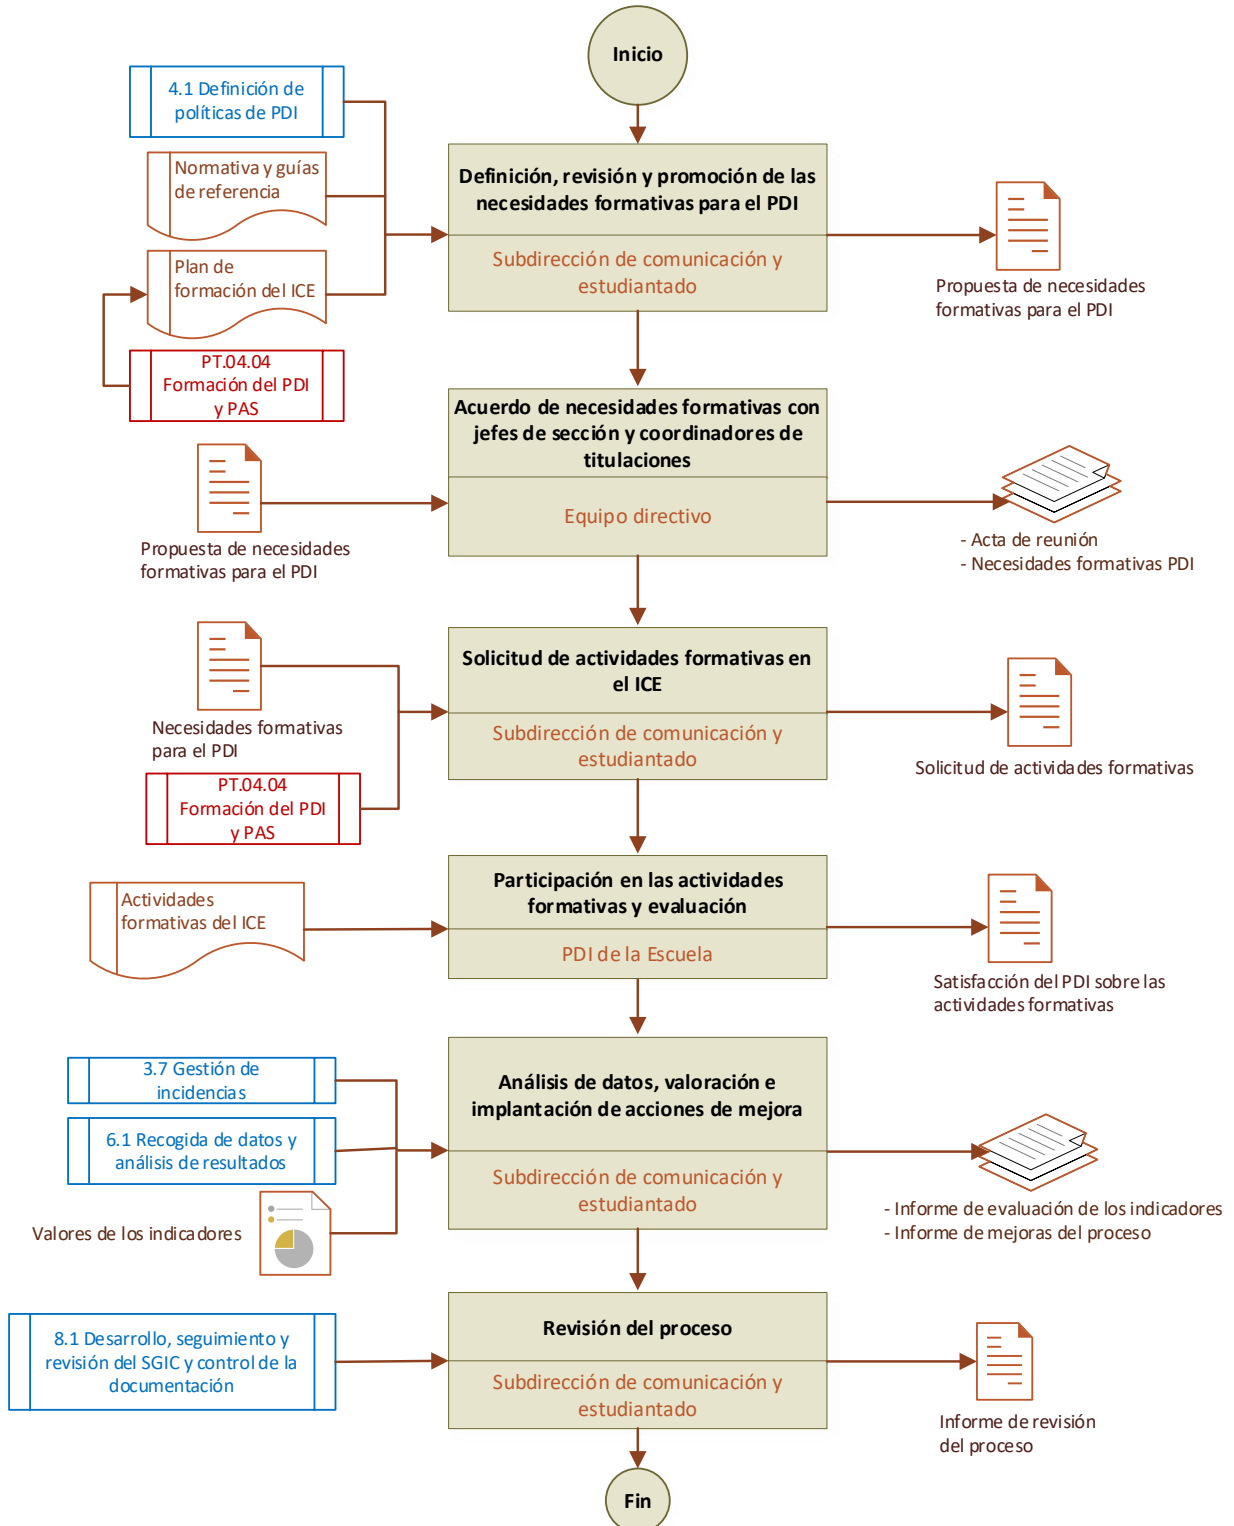 Inicio
4.1 Definición de
políticas de PDI
Normativa y guías
de referencia
Plan de
formación del ICE
PT.04.04
Formación del PDI
y PAS
Definición, revisión y promoción de las
necesidades formativas para el PDI
Subdirección de comunicación y
estudiantado
Propuesta de necesidades
formativas para el PDI
Acuerdo de necesidades formativas con
jefes de sección y coordinadores de
titulaciones
Equipo directivo
Propuesta de necesidades
formativas para el PDI
- Acta de reunión
- Necesidades formativas PDI
Solicitud de actividades formativas en
el ICE
Subdirección de comunicación y
estudiantado
Necesidades formativas
para el PDI
PT.04.04
Formación del PDI
y PAS
Solicitud de actividades formativas
Participación en las actividades
formativas y evaluación
PDI de la Escuela
Actividades
formativas del ICE
Satisfacción del PDI sobre las
actividades formativas
Análisis de datos, valoración e
implantación de acciones de mejora
Subdirección de comunicación y
estudiantado
3.7 Gestión de
incidencias
6.1 Recogida de datos y
análisis de resultados
Valores de los indicadores
- Informe de evaluación de los indicadores
- Informe de mejoras del proceso
Revisión del proceso
Subdirección de comunicación y
estudiantado
8.1 Desarrollo, seguimiento y
revisión del SGIC y control de la
documentación
Informe de revisión
del proceso
Fin